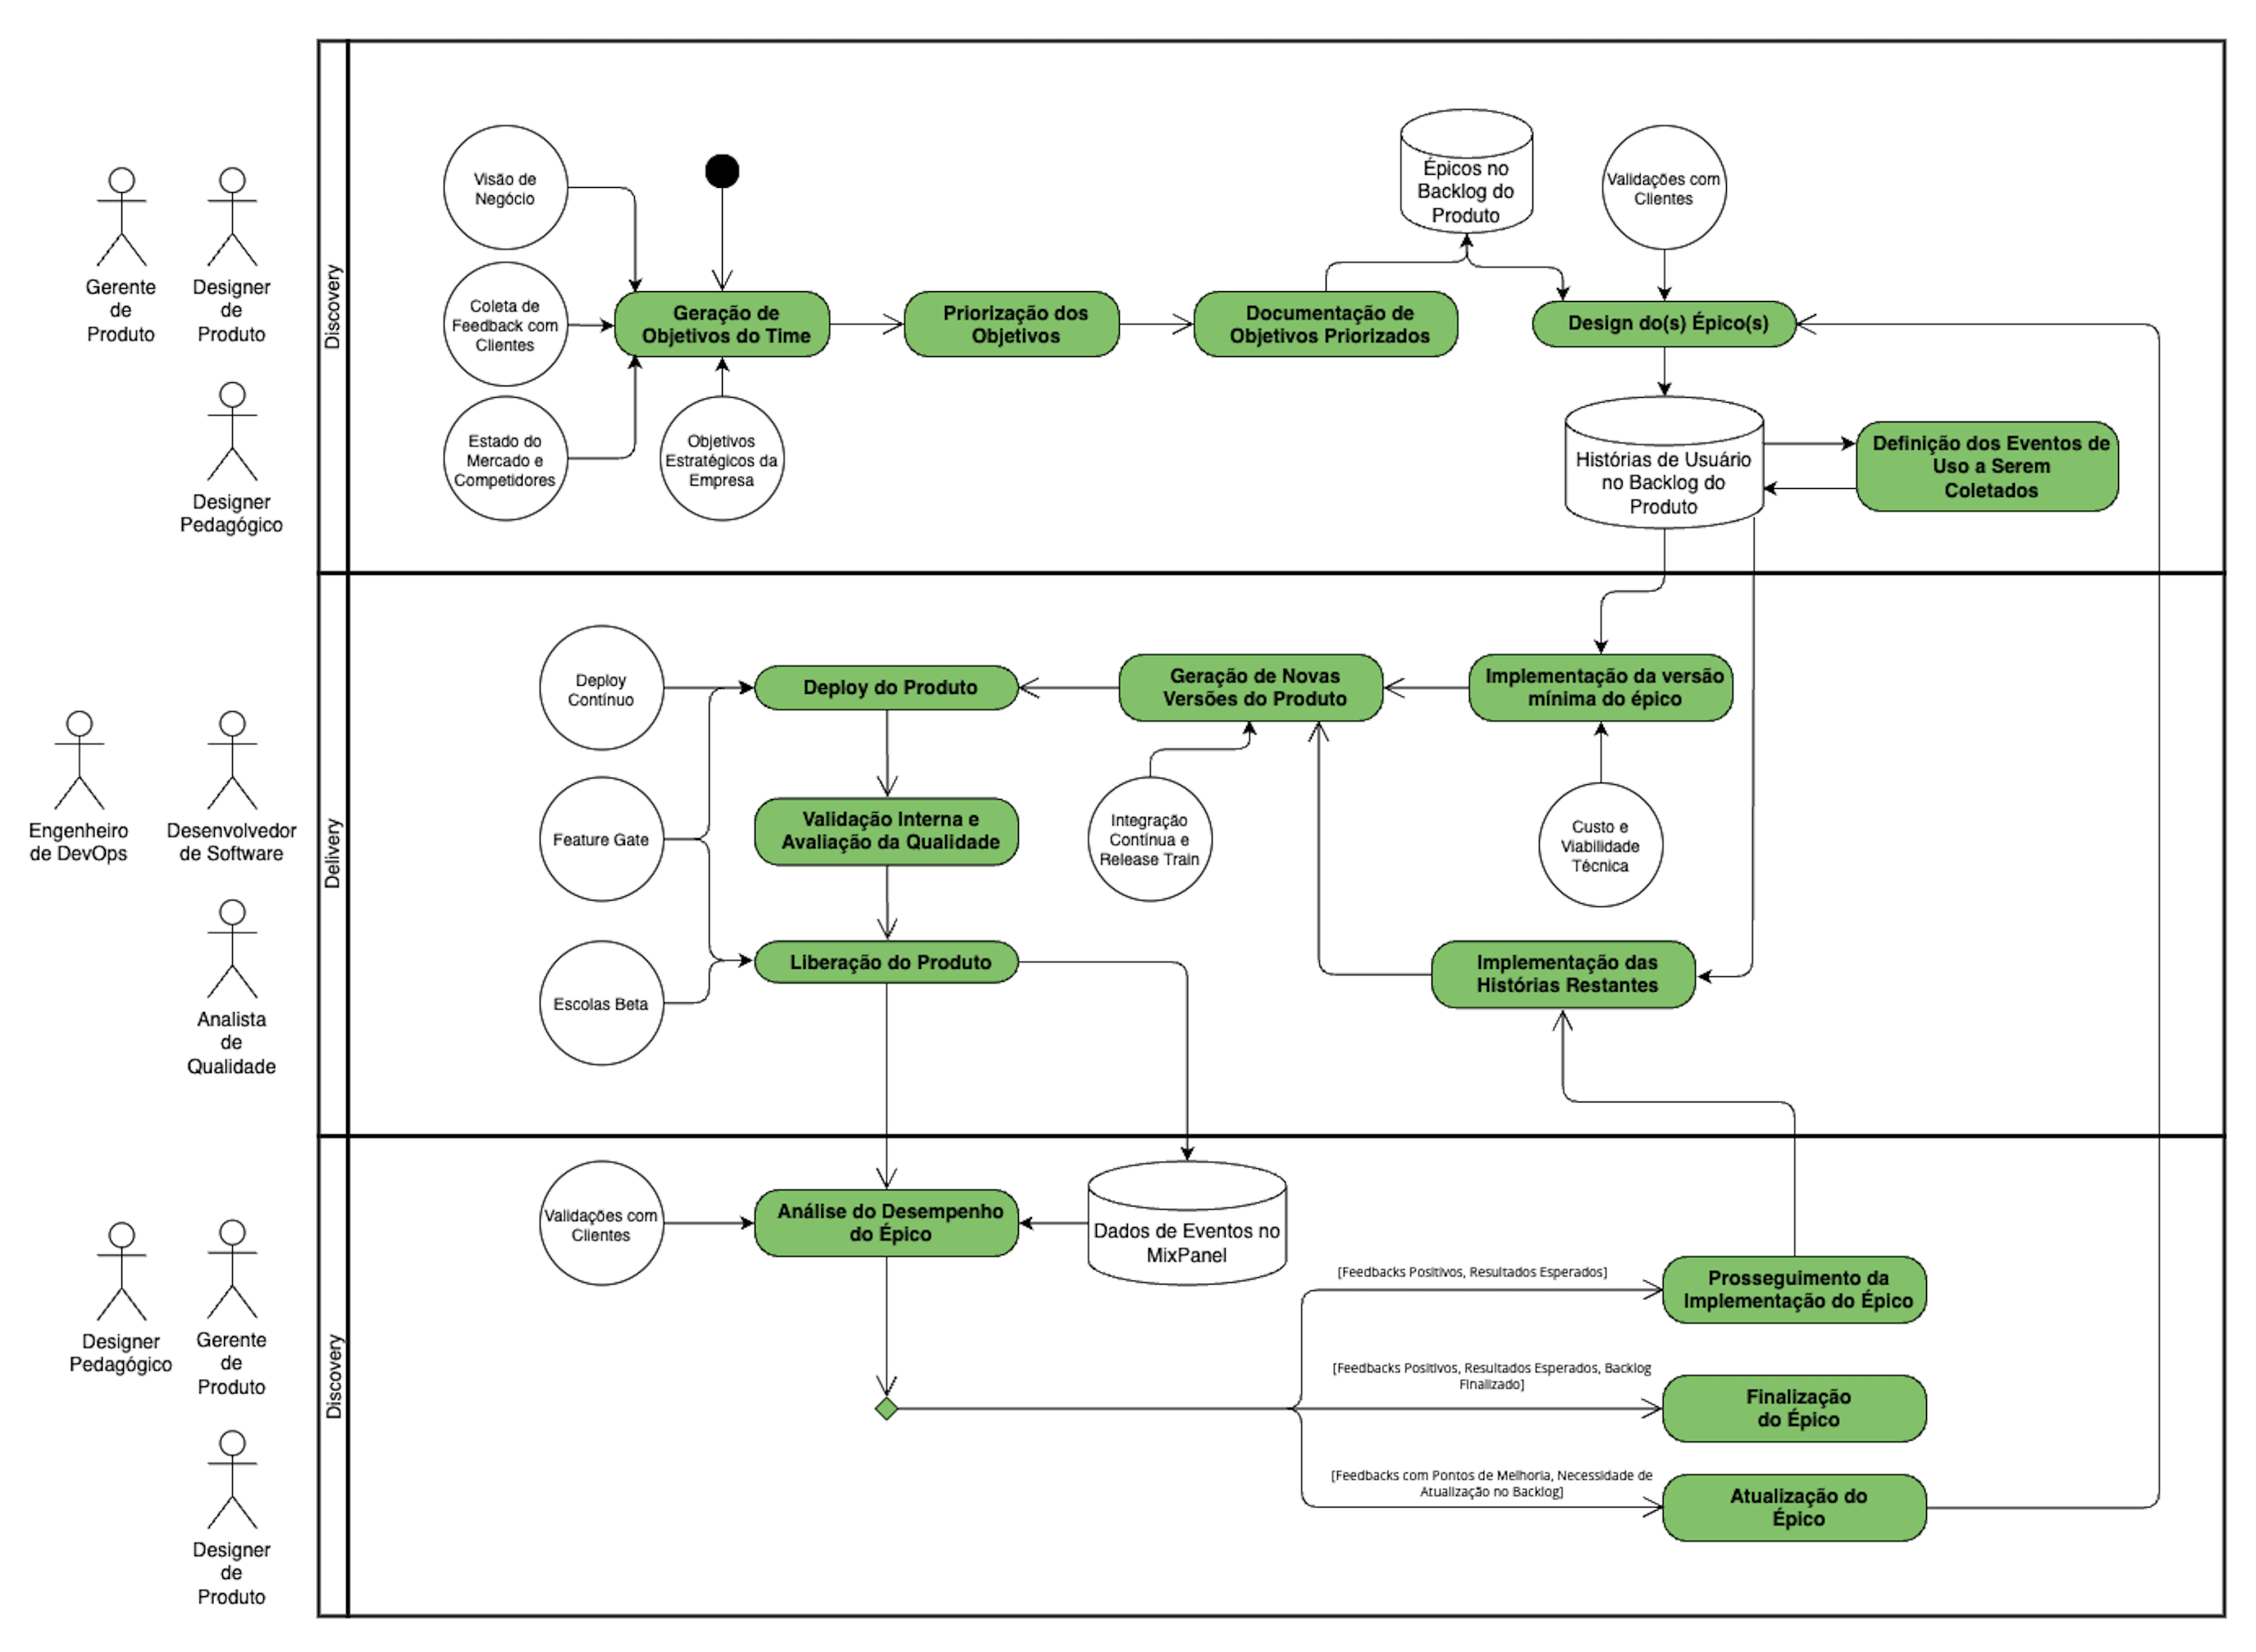 Discovery
Gerente
de
Produto
Designer
de
Produto
Designer
Pedagógico
Visão de
Negócio
Coleta de
Feedback com
Clientes
Estado do
Mercado e
Competidores
Objetivos
Estratégicos da
Empresa
Geração de
Objetivos do Time
Priorização dos
Objetivos
Documentação de
Objetivos Priorizados
Épicos no
Backlog do
Produto
Validações com
Clientes
Design do(s) Épico(s)
Histórias de Usuário
no Backlog do
Produto
Definição dos Eventos de
Uso a Serem
Coletados
Delivery
Engenheiro
de DevOps
Desenvolvedor
de Software
Analista
de
Qualidade
Deploy
Contínuo
Feature Gate
Escolas Beta
Deploy do Produto
Validação Interna e
Avaliação da Qualidade
Liberação do Produto
Geração de Novas
Versões do Produto
Integração
Contínua e
Release Train
Implementação da versão
mínima do épico
Custo e
Viabilidade
Técnica
Implementação das
Histórias Restantes
Discovery
Designer
Pedagógico
Gerente
de
Produto
Designer
de
Produto
Validações com
Clientes
Análise do Desempenho
do Épico
Dados de Eventos no
MixPanel
[Feedbacks Positivos, Resultados Esperados]
Prosseguimento da
Implementação do Épico
[Feedbacks Positivos, Resultados Esperados, Backlog
Finalizado]
Finalização
do Épico
[Feedbacks com Pontos de Melhoria, Necessidade de
Atualização no Backlog]
Atualização do
Épico